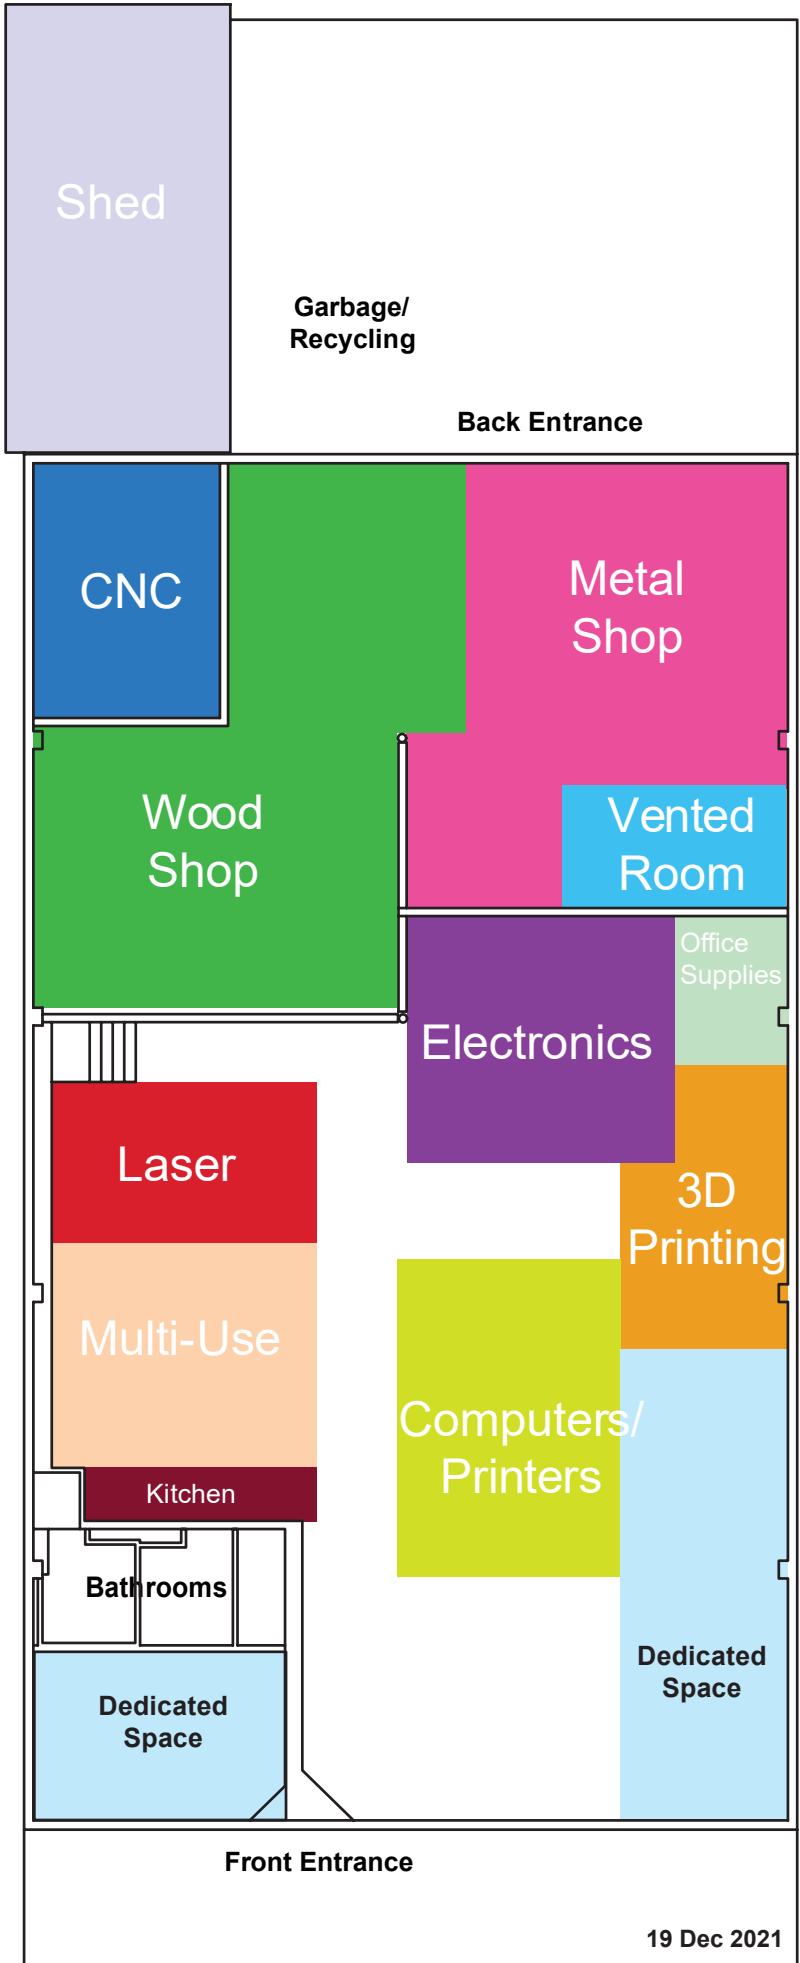 Shed
Garbage/
Recycling
Back Entrance
CNC
Metal
Shop
Wood
Shop
Vented
Room
Office
Supplies
Electronics
Laser
3D
Printing
Multi-Use
Computers/
Printers
Kitchen
Bathrooms
Dedicated
Space
Dedicated
Space
Front Entrance
19 Dec 2021